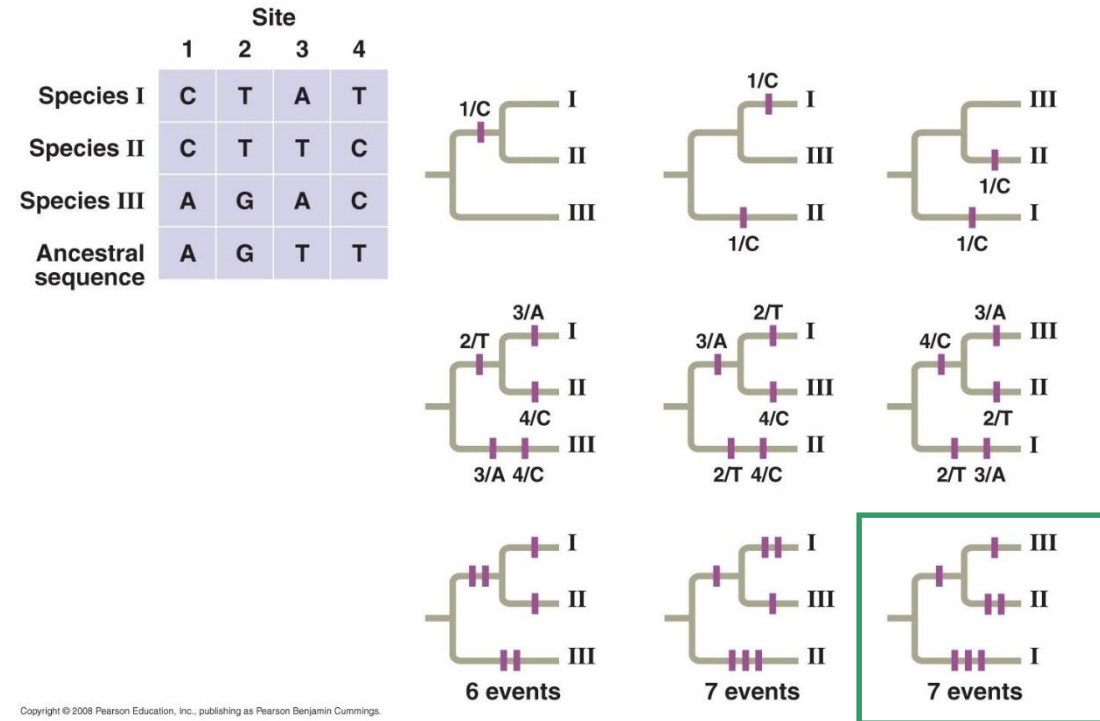 Site
1 2 3 4
Species I C T A T
Species II C T T C
Species III A G A C
Ancestral sequence A G T T
1/C
I
II
III
1/C
I
III
II
1/C
III
II
1/C
I
1/C
3/A
2/T
I
II
4/C
III
3/A 4/C
2/T
3/A
I
III
4/C
II
2/T 4/C
3/A
4/C
III
II
2/T
I
2/T 3/A
I
II
III
6 events
I
III
II
7 events
III
II
I
7 events
Copyright © 2008 Pearson Education, Inc., publishing as Pearson Benjamin Cummings.